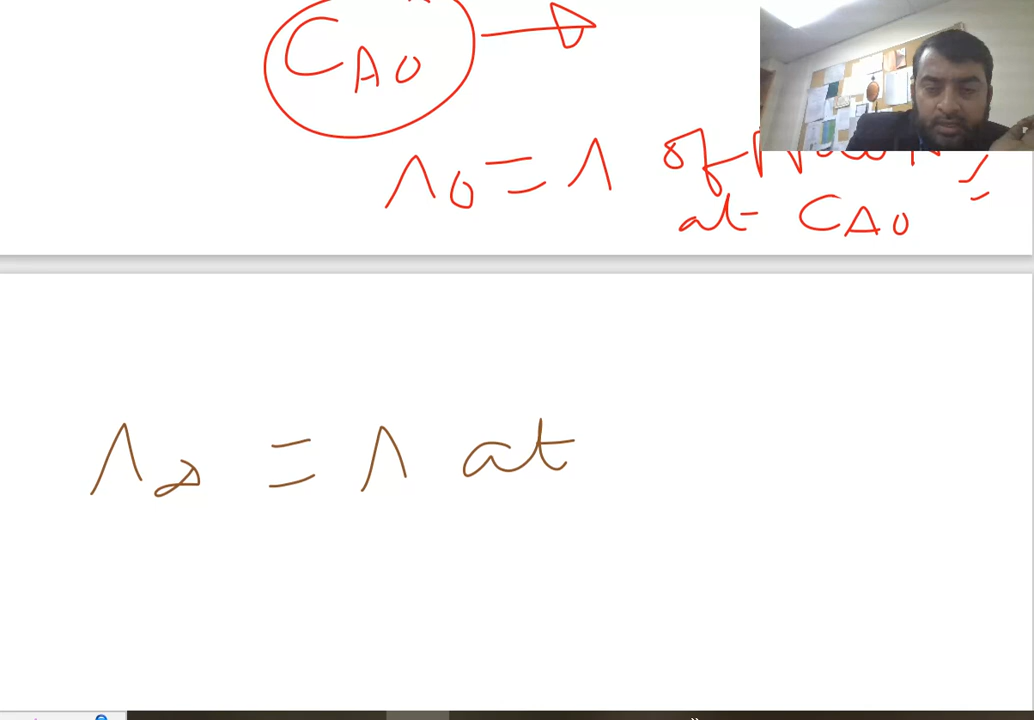 CA0
Λ0 = Λ of
at CA0
Λ∞ = Λ at